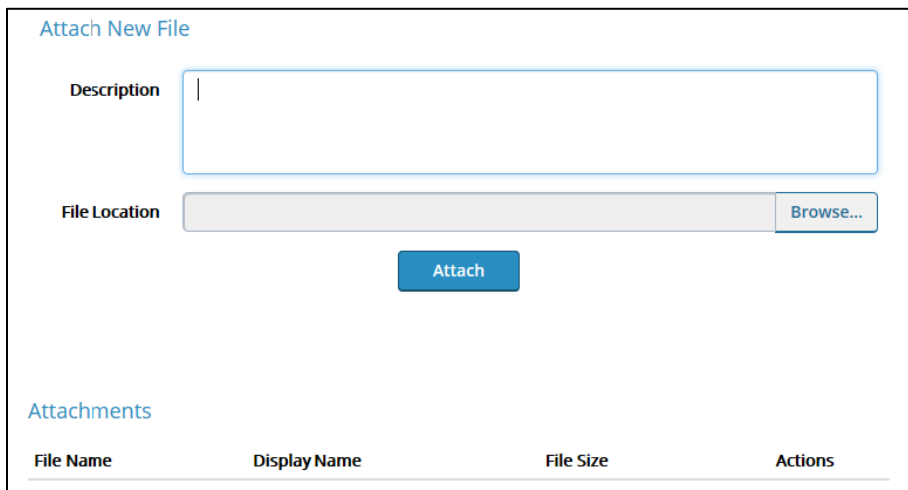 Attach New File
Description
File Location Browse...
Attach
Attachments
File Name Display Name File Size Actions